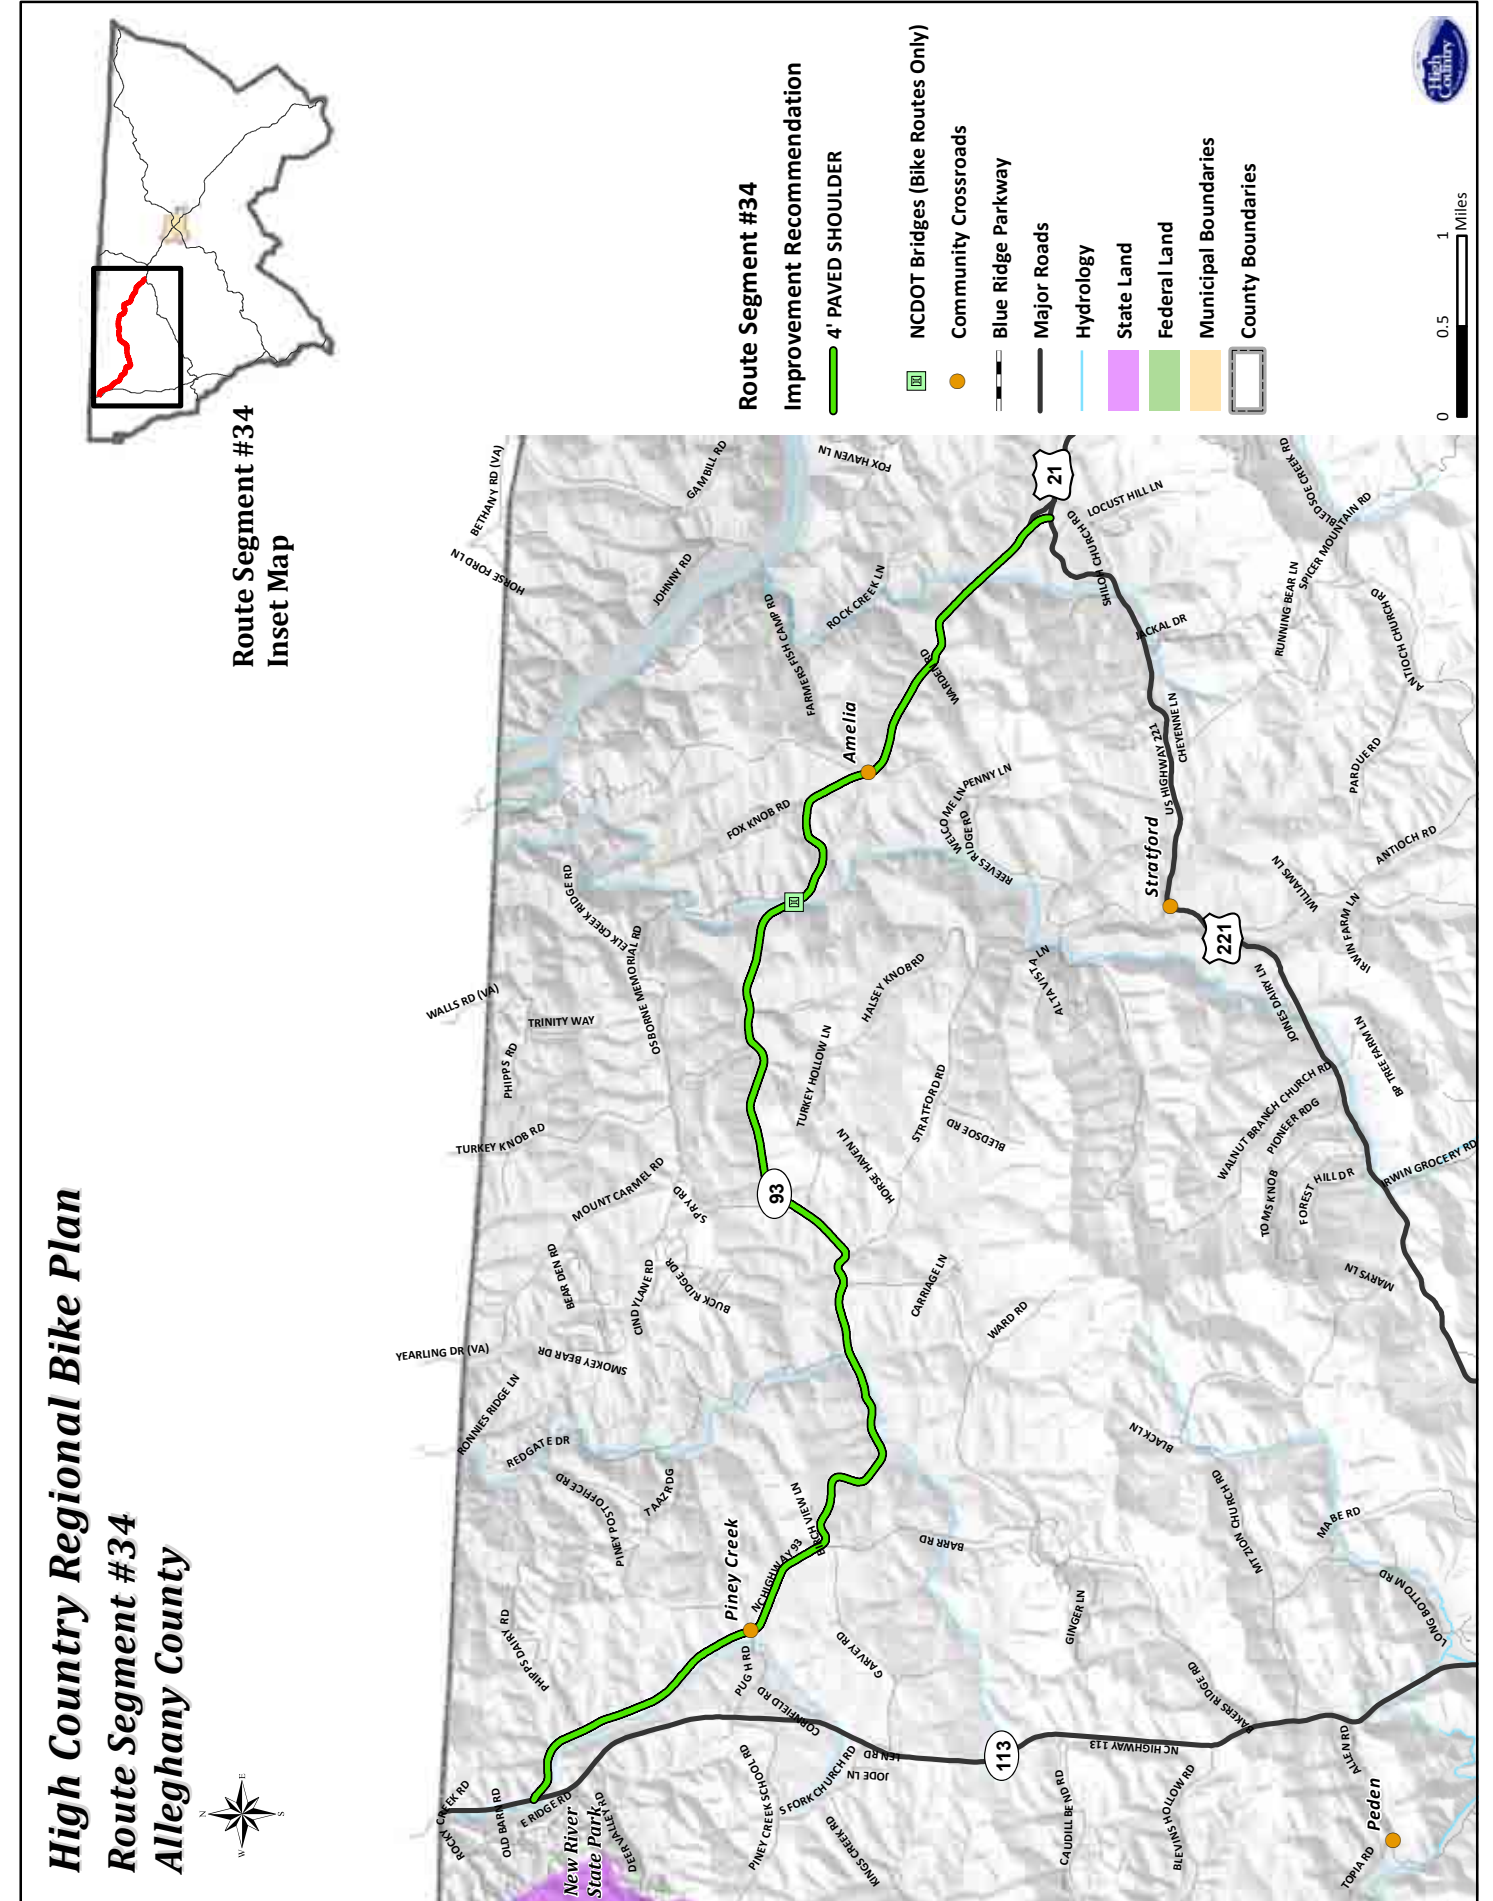 High Country Regional Bike Plan
Route Segment #34
Alleghany County
N
W
E
S
Route Segment #34
Inset Map
Route Segment #34
Improvement Recommendation
4' PAVED SHOULDER
NCDOT Bridges (Bike Routes Only)
Community Crossroads
Blue Ridge Parkway
Major Roads
Hydrology
State Land
Federal Land
Municipal Boundaries
County Boundaries
0
0.5
1
Miles
High
Country
ROCKY CREEK RD
OLD BARN RD
E RIDGE RD
New River
State Park
DEER VALLEY RD
PHIPPS DAIRY RD
PINEY CREEK SCHOOL RD
S FORK CHURCH RD
KINGS CREEK RD
JODE LN
LEN RD
CORNFIELD RD
PUGH RD
Piney Creek
NC HIGHWAY 93
BIRCH VIEW LN
GARVEY RD
BARR RD
113
NC HIGHWAY 113
CAUDILL BEND RD
BLEVINS HOLLOW RD
GINGER LN
BAKERS RIDGE RD
MT ZION CHURCH RD
BLACK LN
MABE RD
LONG BOTTOM RD
ALLEN RD
Peden
TOPIA RD
RONNIES RIDGE LN
REDGATE DR
PINEY POST OFFICE RD
TAAZ RDG
YEARLING DR (VA)
SMOKEY BEAR DR
BEAR DEN RD
CINDY LANE RD
BUCK RIDGE DR
SPRY RD
MOUNT CARMEL RD
TURKEY KNOB RD
PHIPPS RD
TRINITY WAY
WALLS RD (VA)
OSBORNE MEMORIAL RD
ELK CREEK RIDGE RD
93
TURKEY HOLLOW LN
HORSE HAVEN LN
HALSEY KNOB RD
STRATFORD RD
BLEDSOE RD
CARRIAGE LN
WARD RD
ALTA VISTA LN
REEVES RIDGE RD
WELCOME LN
PENNY LN
FOX KNOB RD
Amelia
WARDEN RD
FARMERS FISH CAMP RD
ROCK CREEK LN
JOHNNY RD
GAMBILL RD
HORSE FORD LN
BETHANY RD (VA)
FOX HAVEN LN
21
LOCUST HILL LN
SHILOH CHURCH RD
JACKAL DR
CHEYENNE LN
US HIGHWAY 221
Stratford
221
JOINES DAIRY LN
WALNUT BRANCH CHURCH RD
PIONEER RDG
TOMS KNOB
FOREST HILL DR
MARYS LN
IRWIN GROCERY RD
BP TREE FARM LN
IRWIN FARM LN
WILLIAMS LN
ANTIOCH RD
PARDUE RD
ANTIOCH CHURCH RD
RUNNING BEAR LN
SPICER MOUNTAIN RD
BLEDSOE CREEK RD